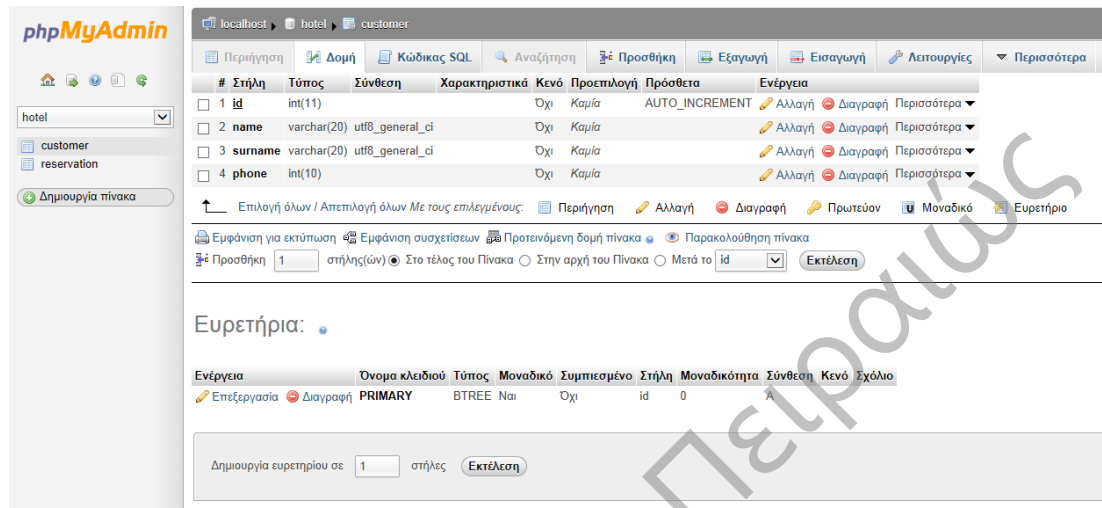 phpMyAdmin
hotel
customer
reservation
Δημιουργία πίνακα
localhost hotel customer
Περιήγηση Δομή Κώδικας SQL Αναζήτηση Προσθήκη Εξαγωγή Εισαγωγή Λειτουργίες Περισσότερα
# Στήλη Τύπος Σύνθεση Χαρακτηριστικά Κενό Προεπιλογή Πρόσθετα Ενέργεια
1 id int(11) Όχι Καμία AUTO_INCREMENT Αλλαγή Διαγραφή Περισσότερα
2 name varchar(20) utf8_general_ci Όχι Καμία Αλλαγή Διαγραφή Περισσότερα
3 surname varchar(20) utf8_general_ci Όχι Καμία Αλλαγή Διαγραφή Περισσότερα
4 phone int(10) Όχι Καμία Αλλαγή Διαγραφή Περισσότερα
Επιλογή όλων / Απεπιλογή όλων Με τους επιλεγμένους: Περιήγηση Αλλαγή Διαγραφή Πρωτεύον Μοναδικό Ευρετήριο
Εμφάνιση για εκτύπωση Εμφάνιση συσχετίσεων Προτεινόμενη δομή πίνακα Παρακολούθηση πίνακα
Προσθήκη 1 στήλης(ών) Στο τέλος του Πίνακα Στην αρχή του Πίνακα Μετά το id Εκτέλεση
Ευρετήρια:
Ενέργεια Όνομα κλειδιού Τύπος Μοναδικό Συμπιεσμένο Στήλη Μοναδικότητα Σύνθεση Κενό Σχόλιο
Επεξεργασία Διαγραφή PRIMARY BTREE Ναι Όχι id 0 A
Δημιουργία ευρετηρίου σε 1 στήλες Εκτέλεση
Πειραιώς